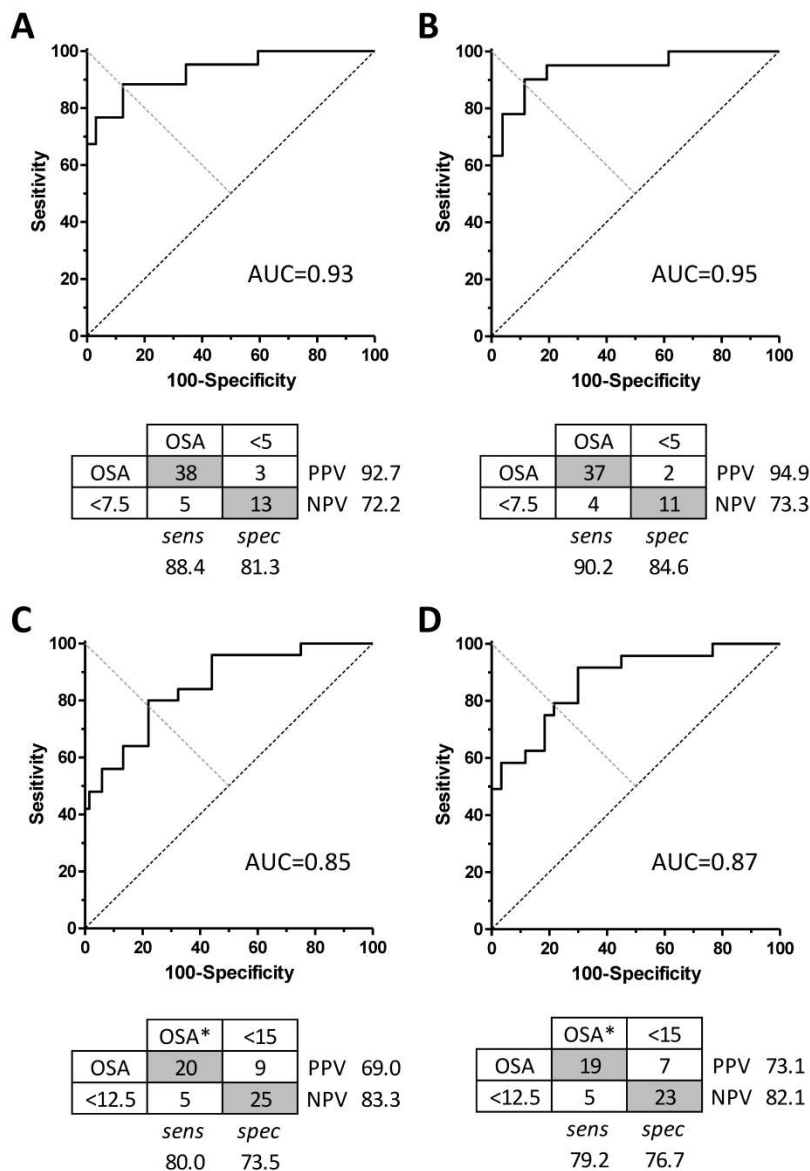 A
B
100
80
60
40
20
0
Sesitivity
AUC=0.93
0 20 40 60 80 100
100-Specificity
100
80
60
40
20
0
Sesitivity
AUC=0.95
0 20 40 60 80 100
100-Specificity
OSA <5
OSA 38 3 PPV 92.7
<7.5 5 13 NPV 72.2
sens spec
88.4 81.3
OSA <5
OSA 37 2 PPV 94.9
<7.5 4 11 NPV 73.3
sens spec
90.2 84.6
C
D
100
80
60
40
20
0
Sesitivity
AUC=0.85
0 20 40 60 80 100
100-Specificity
100
80
60
40
20
0
Sesitivity
AUC=0.87
0 20 40 60 80 100
100-Specificity
OSA* <15
OSA 20 9 PPV 69.0
<12.5 5 25 NPV 83.3
sens spec
80.0 73.5
OSA* <15
OSA 19 7 PPV 73.1
<12.5 5 23 NPV 82.1
sens spec
79.2 76.7